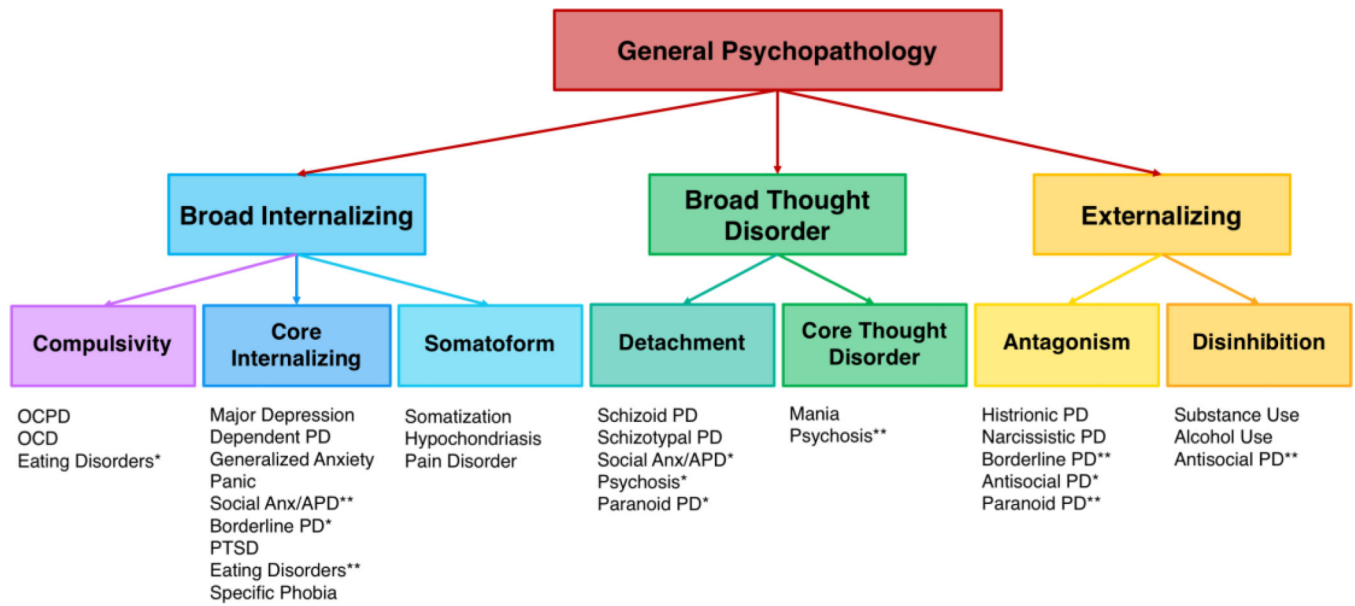 General Psychopathology
Broad Internalizing
Broad Thought
Disorder
Externalizing
Compulsivity
Core
Internalizing
Somatoform
Detachment
Core Thought
Disorder
Antagonism
Disinhibition
OCPD
OCD
Eating Disorders*
Major Depression
Dependent PD
Generalized Anxiety
Panic
Social Anx/APD**
Borderline PD*
PTSD
Eating Disorders**
Specific Phobia
Somatization
Hypochondriasis
Pain Disorder
Schizoid PD
Schizotypal PD
Social Anx/APD*
Psychosis*
Paranoid PD*
Mania
Psychosis**
Histrionic PD
Narcissistic PD
Borderline PD**
Antisocial PD*
Paranoid PD**
Substance Use
Alcohol Use
Antisocial PD**